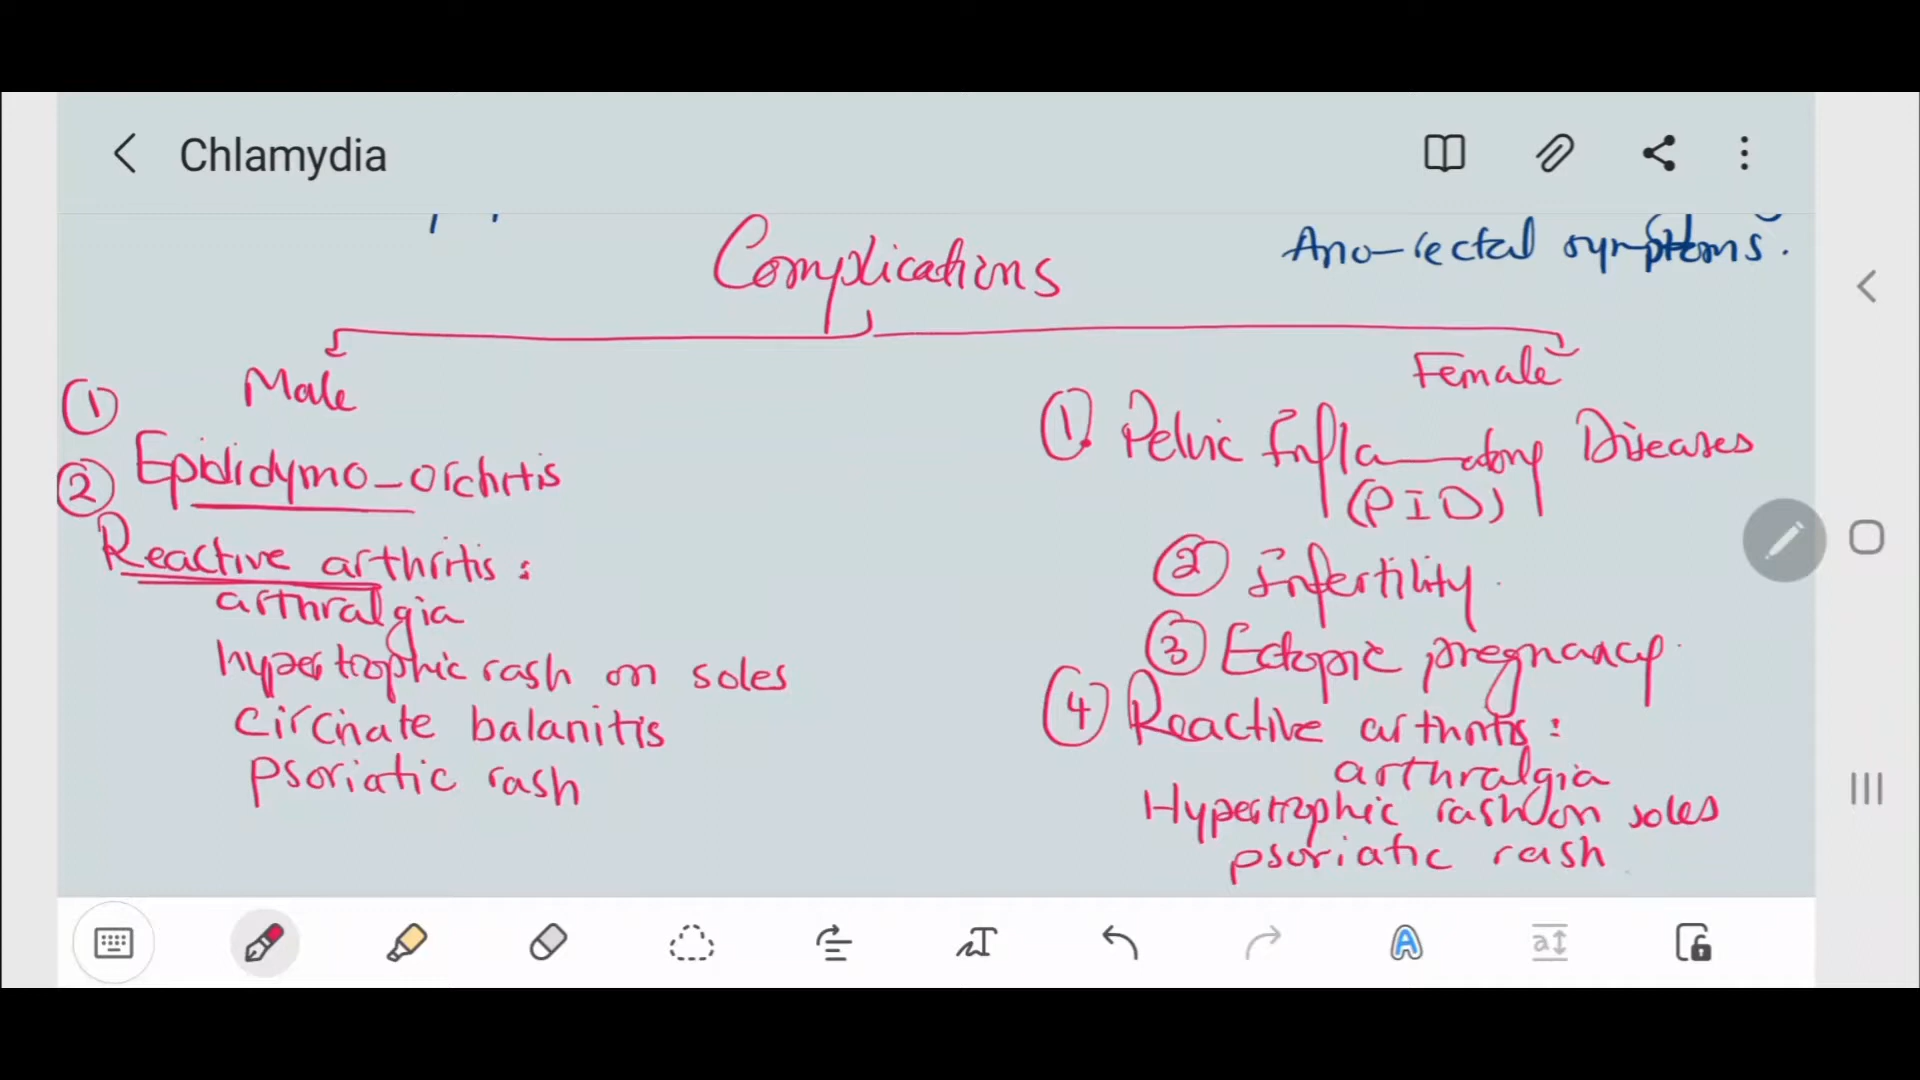 Chlamydia
Ano-rectal symptoms.
Complications
Male
① Epididymo-orchitis
② Reactive arthritis:
arthralgia
hypertrophic rash on soles
circinate balanitis
psoriatic rash
Female
①. Pelvic Inflamatory Diseases
(PID)
② Infertility.
③ Ectopic pregnancy.
④ Reactive arthritis:
arthralgia
Hypertrophic rash on soles
psoriatic rash